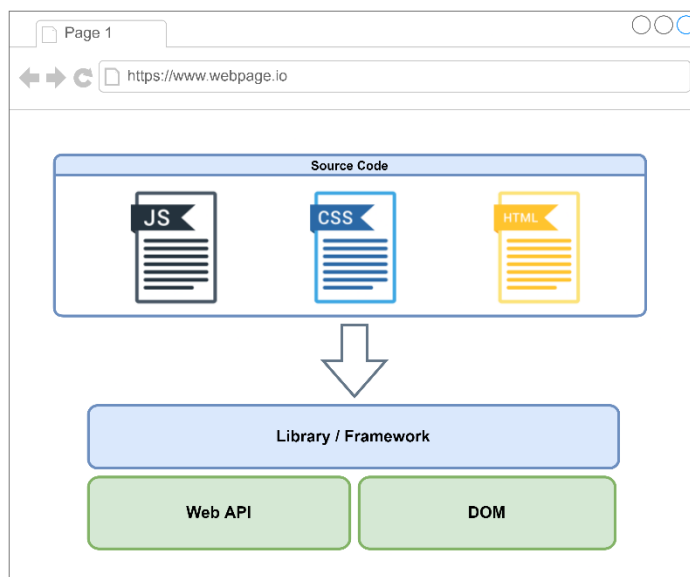 Page 1
https://www.webpage.io
Source Code
JS
CSS
HTML
Library / Framework
Web API
DOM